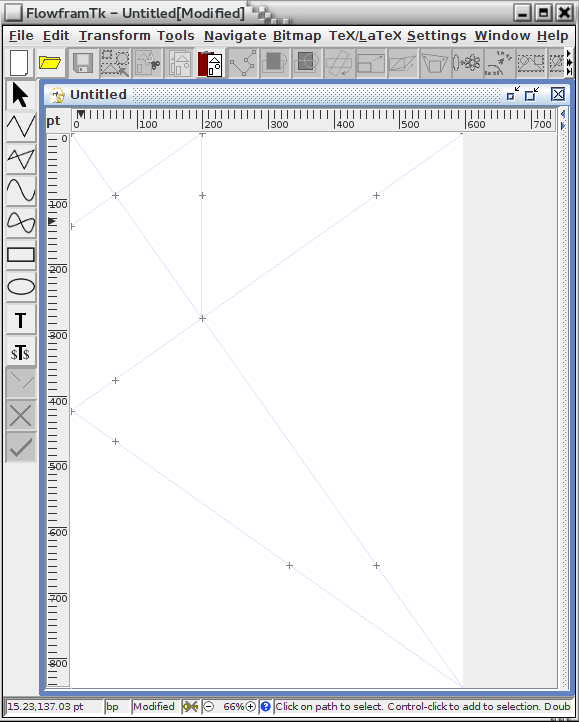 FlowframTk – Untitled[Modified]
File Edit Transform Tools Navigate Bitmap TeX/LaTeX Settings Window Help
Untitled
pt
0 100 200 300 400 500 600 700
0
100
200
300
400
500
600
700
800
T
$T$
15.23,137.03 pt bp Modified 66% Click on path to select. Control-click to add to selection. Doub